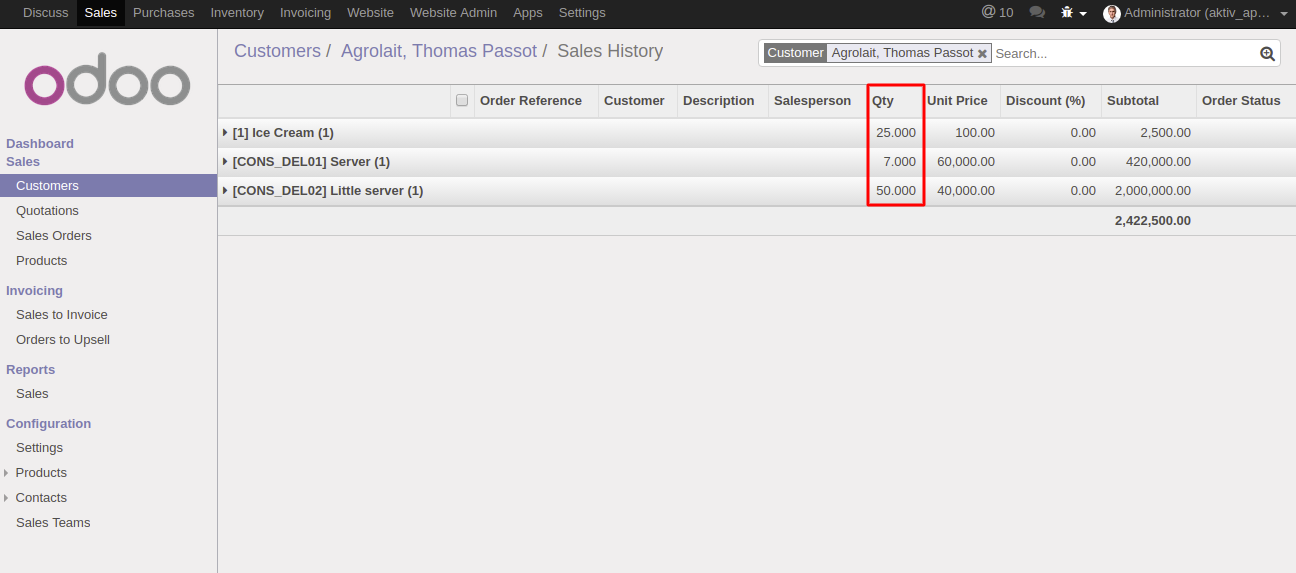 Discuss Sales Purchases Inventory Invoicing Website Website Admin Apps Settings @ 10 Administrator (aktiv_ap...
odoo
Customers / Agrolait, Thomas Passot / Sales History
Customer Agrolait, Thomas Passot Search...
Order Reference Customer Description Salesperson Qty Unit Price Discount (%) Subtotal Order Status
[1] Ice Cream (1) 25.000 100.00 0.00 2,500.00
[CONS_DEL01] Server (1) 7.000 60,000.00 0.00 420,000.00
[CONS_DEL02] Little server (1) 50.000 40,000.00 0.00 2,000,000.00
2,422,500.00
Dashboard
Sales
Customers
Quotations
Sales Orders
Products
Invoicing
Sales to Invoice
Orders to Upsell
Reports
Sales
Configuration
Settings
Products
Contacts
Sales Teams